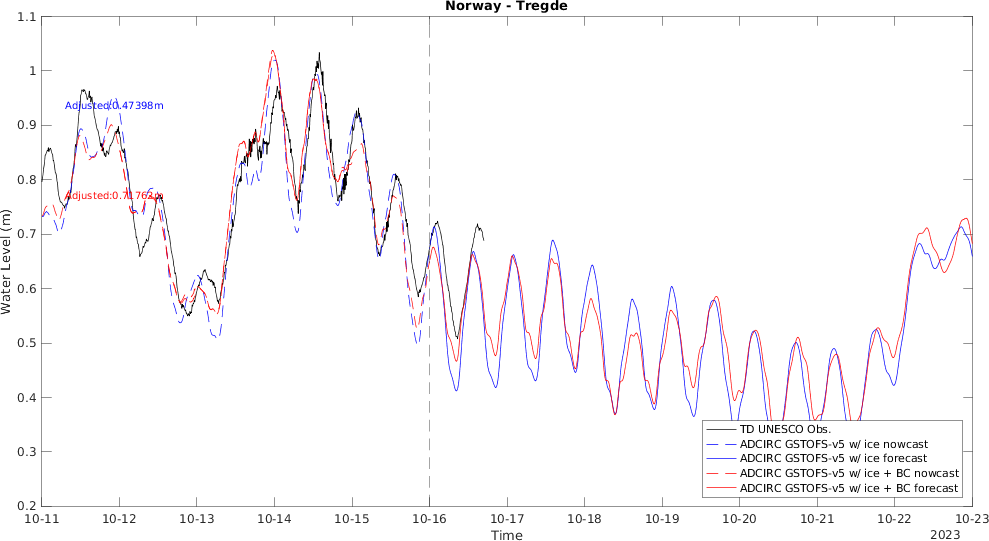 Norway - Tregde
Water Level (m)
1.1
1
0.9
0.8
0.7
0.6
0.5
0.4
0.3
0.2
Adjusted:0.47398m
Adjusted:0.71763m
TD UNESCO Obs.
ADCIRC GSTOFS-v5 w/ ice nowcast
ADCIRC GSTOFS-v5 w/ ice forecast
ADCIRC GSTOFS-v5 w/ ice + BC nowcast
ADCIRC GSTOFS-v5 w/ ice + BC forecast
10-11 10-12 10-13 10-14 10-15 10-16 10-17 10-18 10-19 10-20 10-21 10-22 10-23
Time
2023